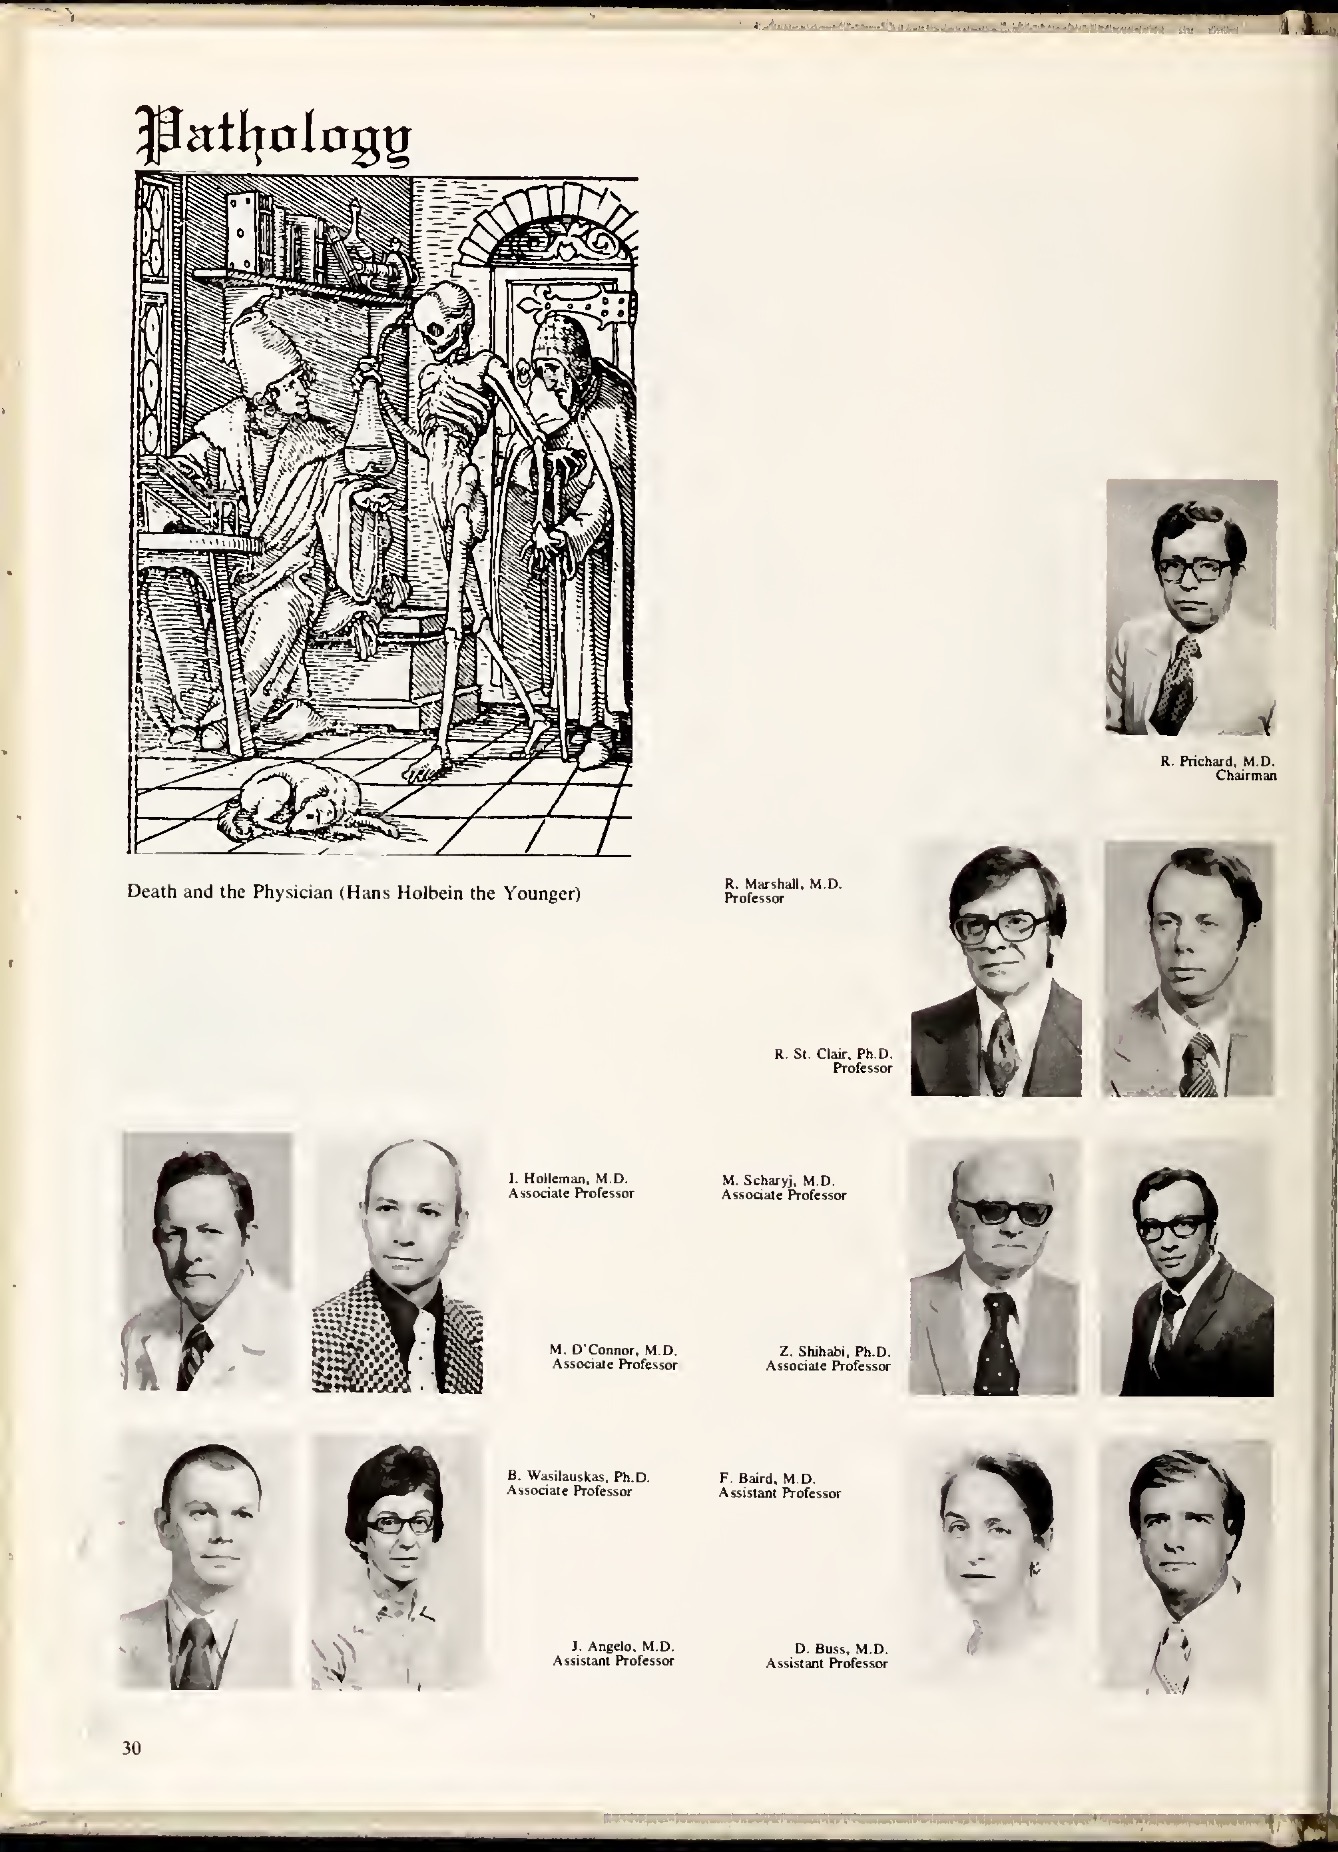 Pathology
Death and the Physician (Hans Holbein the Younger)
R. Prichard, M.D.
Chairman
R. Marshall, M.D.
Professor
R. St. Clair, Ph.D.
Professor
I. Holleman, M.D.
Associate Professor
M. O'Connor, M.D.
Associate Professor
M. Scharyj, M.D.
Associate Professor
Z. Shihabi, Ph.D.
Associate Professor
B. Wasilauskas, Ph.D.
Associate Professor
J. Angelo, M.D.
Assistant Professor
F. Baird, M.D.
Assistant Professor
D. Buss, M.D.
Assistant Professor
30